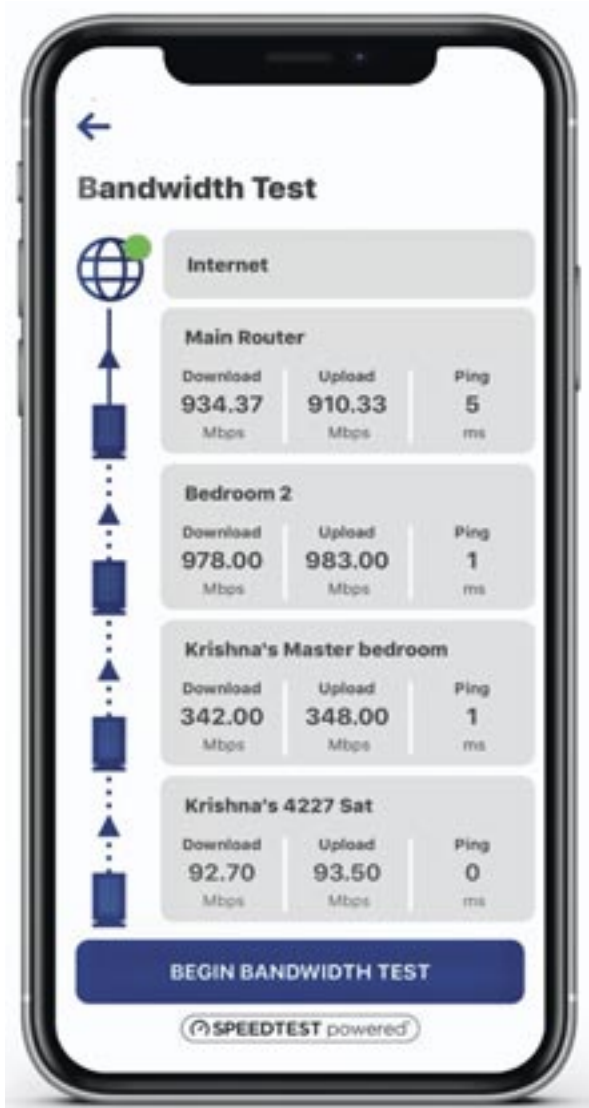 Bandwidth Test
Internet
Main Router
Download Upload Ping
934.37 910.33 5
Mbps Mbps ms
Bedroom 2
Download Upload Ping
978.00 983.00 1
Mbps Mbps ms
Krishna's Master bedroom
Download Upload Ping
342.00 348.00 1
Mbps Mbps ms
Krishna's 4227 Sat
Download Upload Ping
92.70 93.50 0
Mbps Mbps ms
BEGIN BANDWIDTH TEST
SPEEDTEST powered